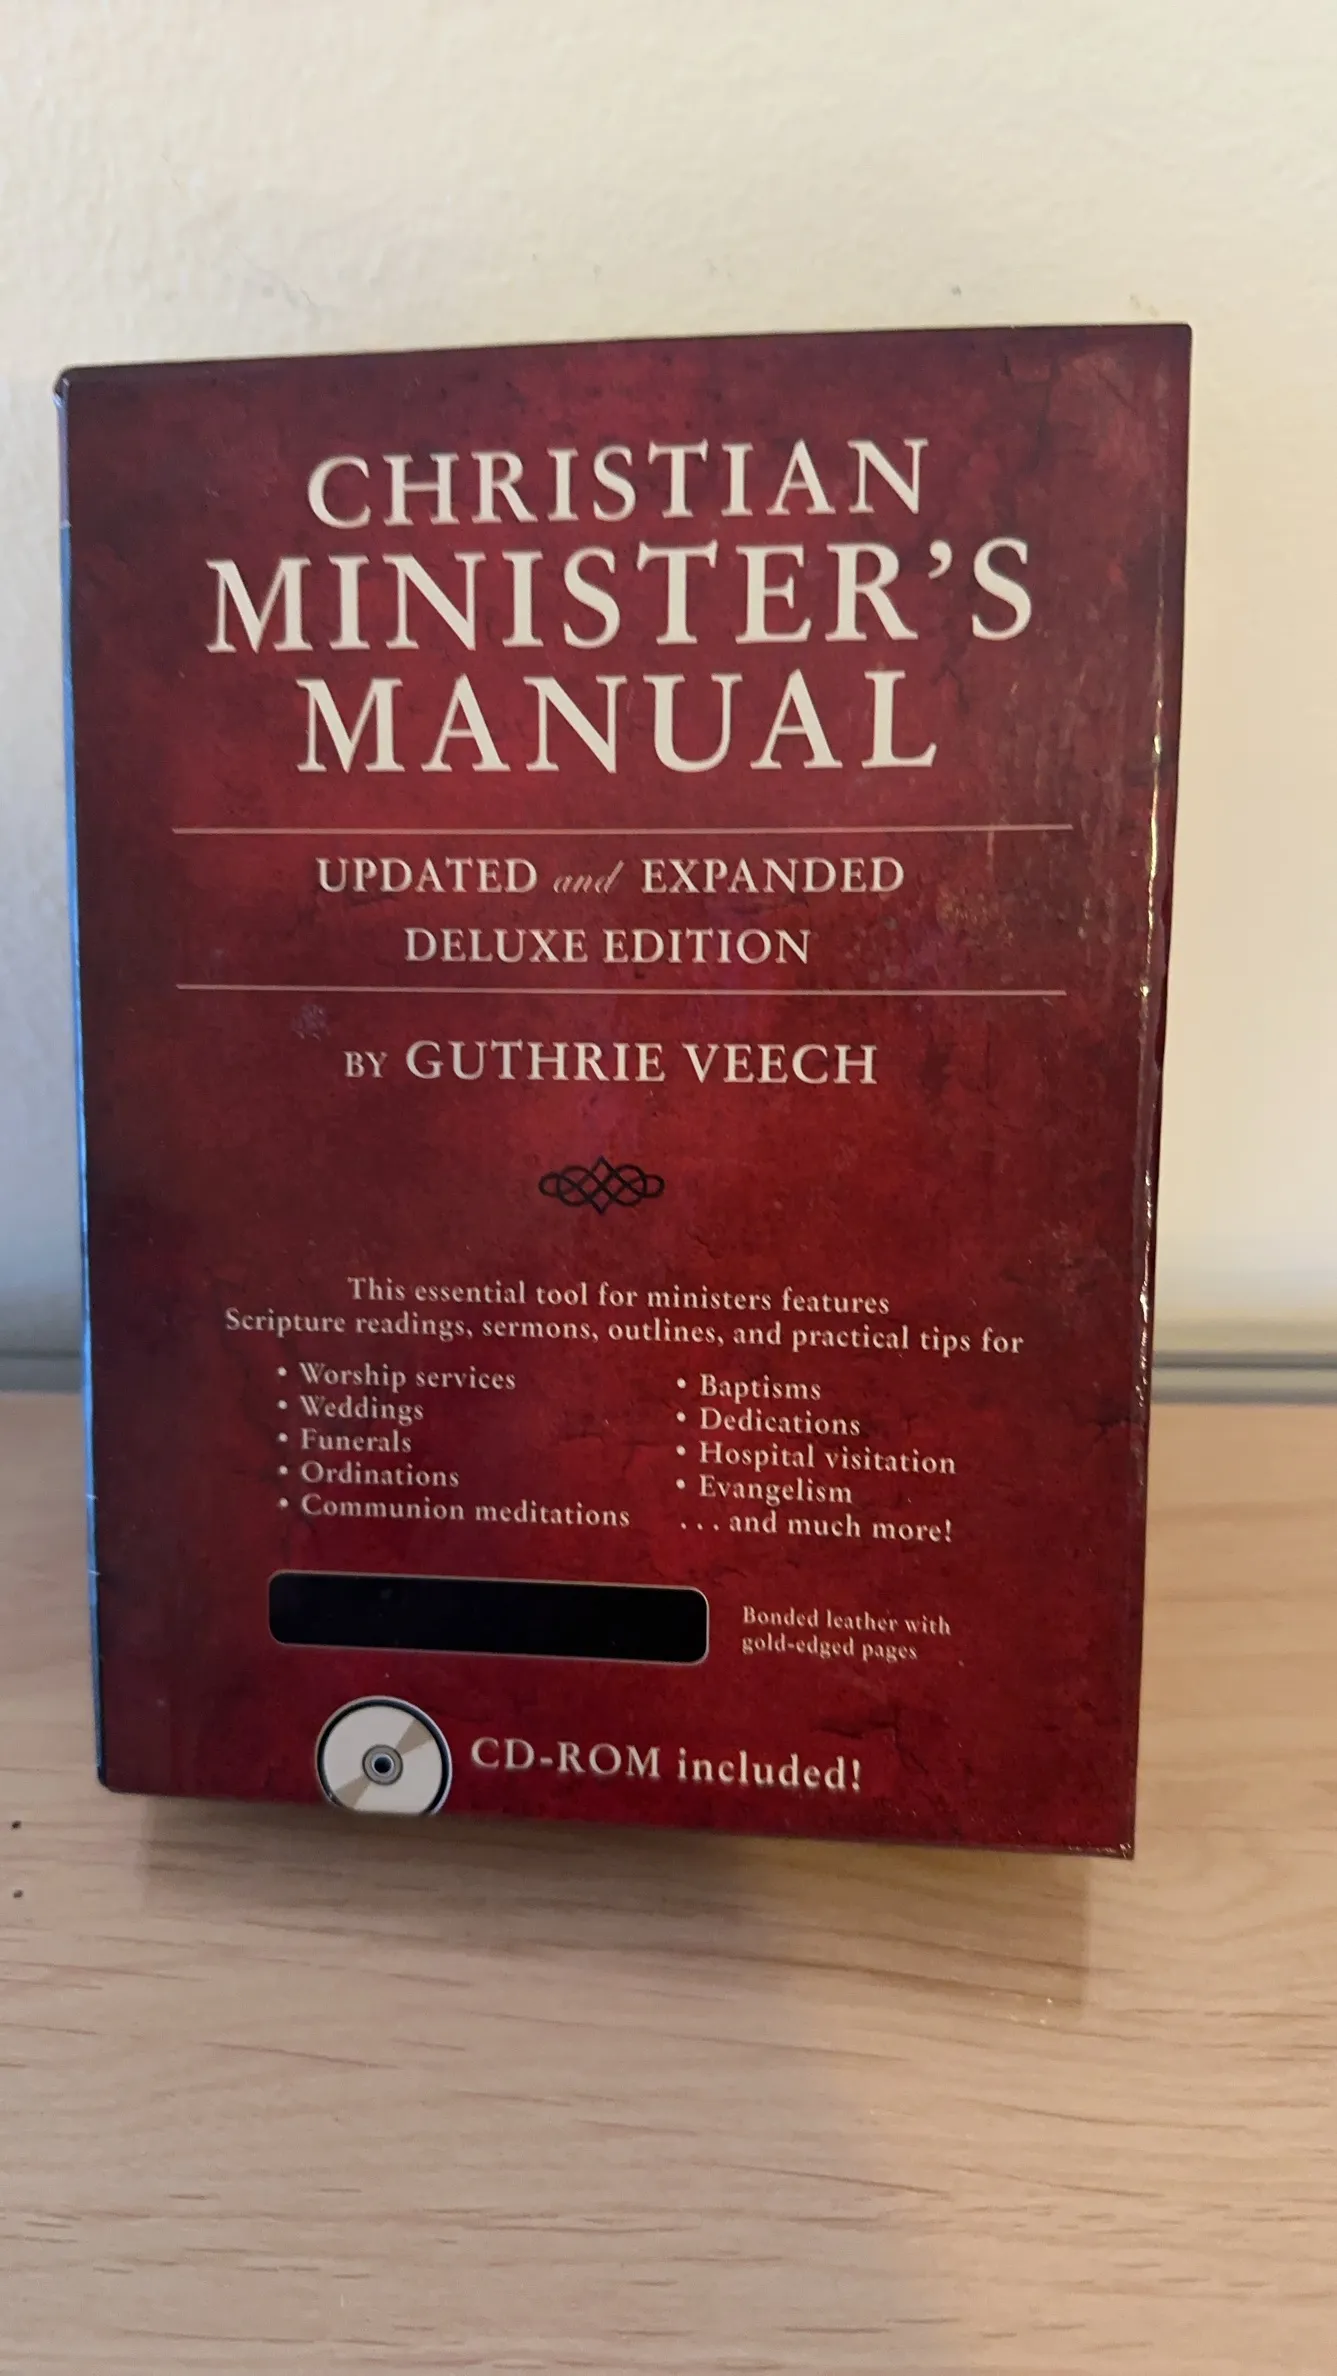 CHRISTIAN
MINISTER'S
MANUAL
UPDATED and EXPANDED
DELUXE EDITION
BY GUTHRIE VEECH
This essential tool for ministers features
Scripture readings, sermons, outlines, and practical tips for
• Worship services
• Weddings
• Funerals
• Ordinations
• Communion meditations
• Baptisms
• Dedications
• Hospital visitation
• Evangelism
. . . and much more!
Bonded leather with
gold-edged pages
CD-ROM included!